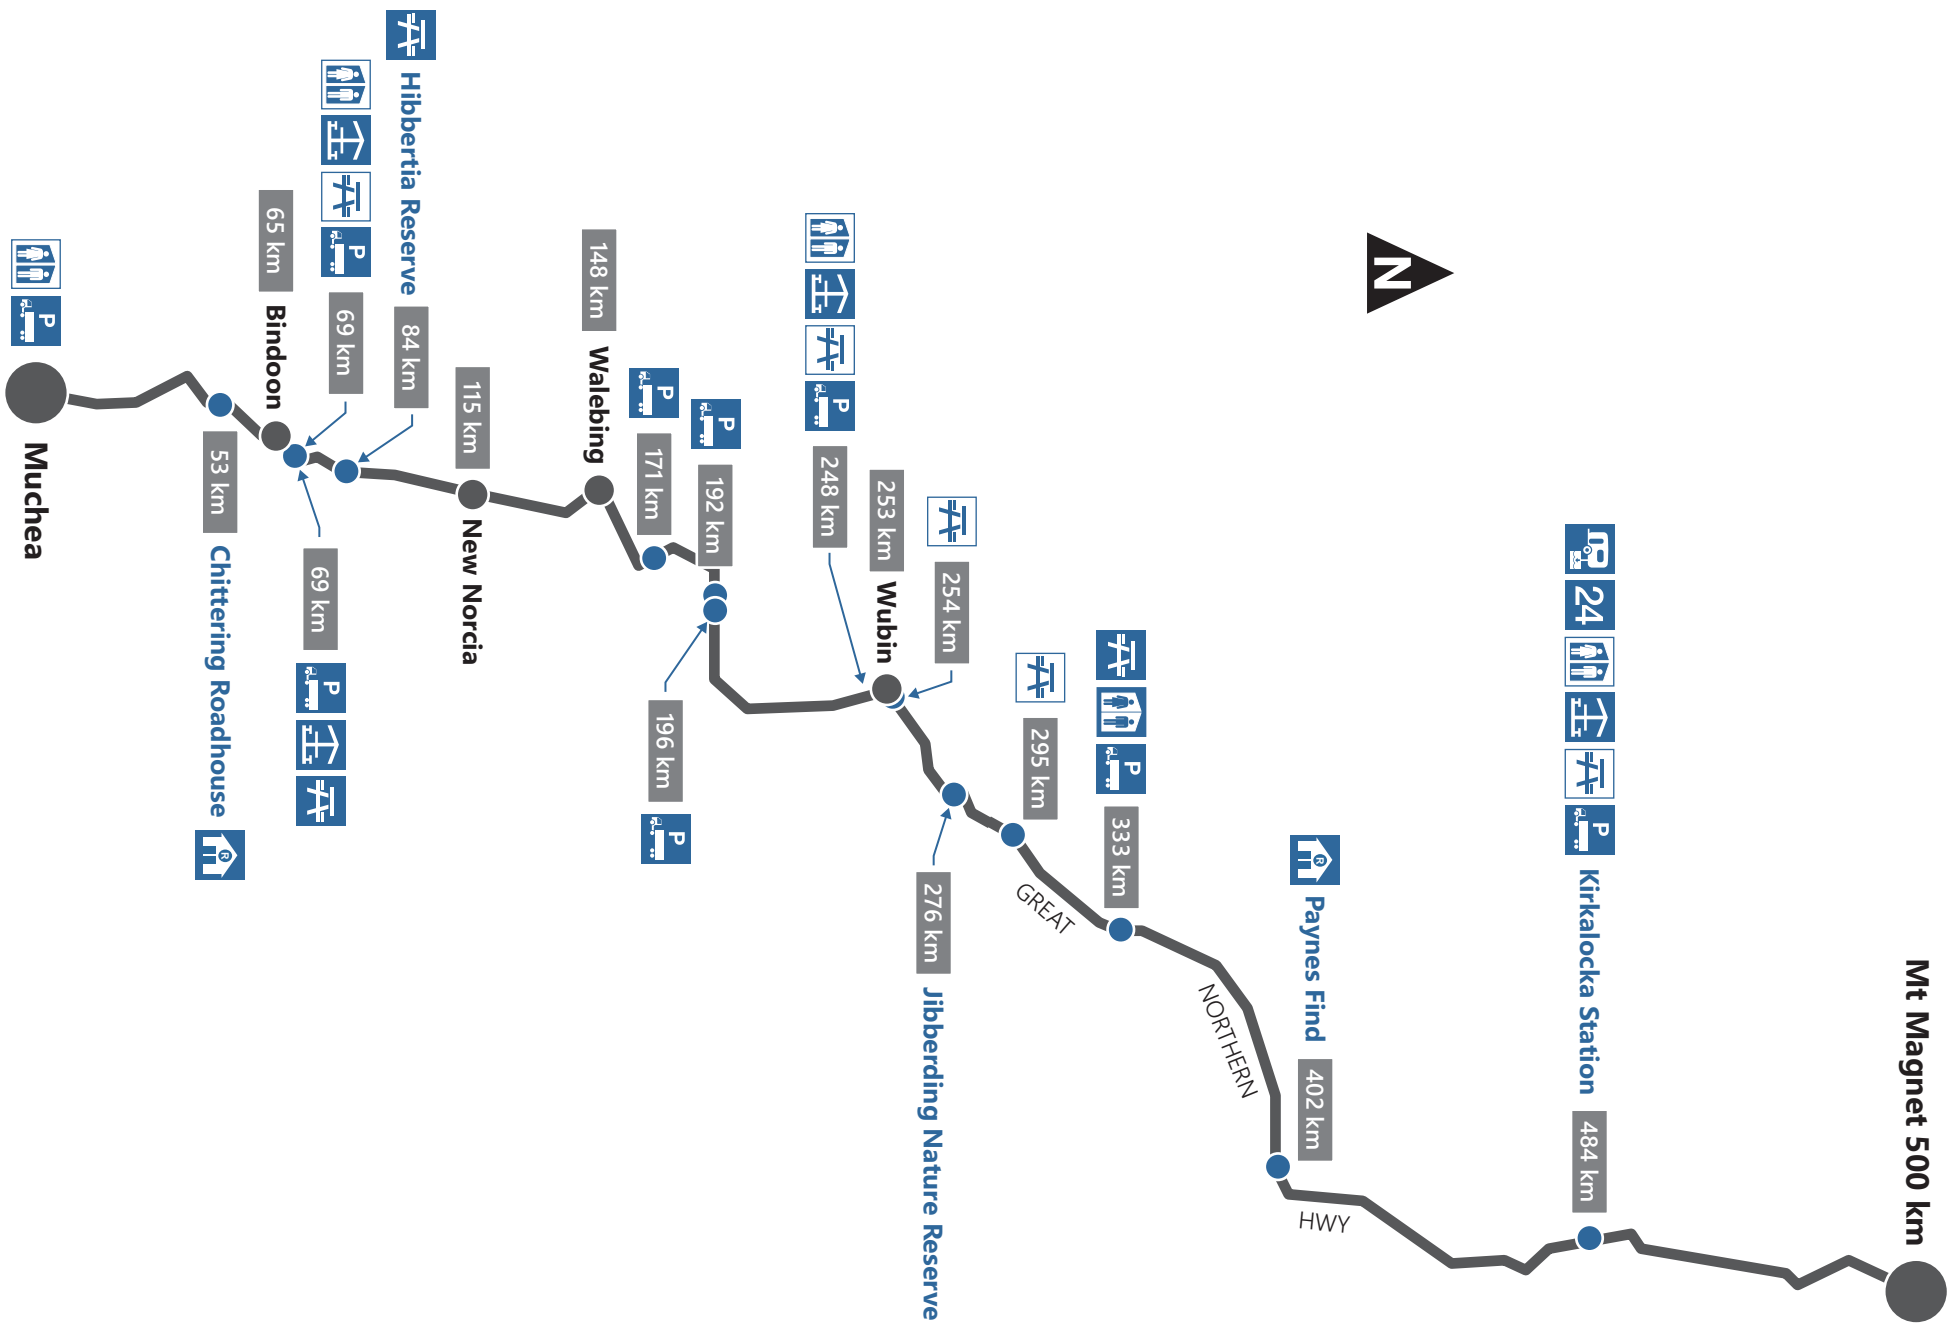 Mt Magnet 500 km
24
P
Kirkalocka Station
484 km
R
Paynes Find
402 km
HWY
NORTHERN
P
333 km
GREAT
295 km
276 km
Jibberding Nature Reserve
254 km
253 km
Wubin
P
248 km
P
192 km
196 km
P
P
171 km
148 km
Walebing
115 km
New Norcia
Hibbertia Reserve
84 km
P
69 km
69 km
P
65 km
Bindoon
53 km
Chittering Roadhouse
R
P
Muchea
N